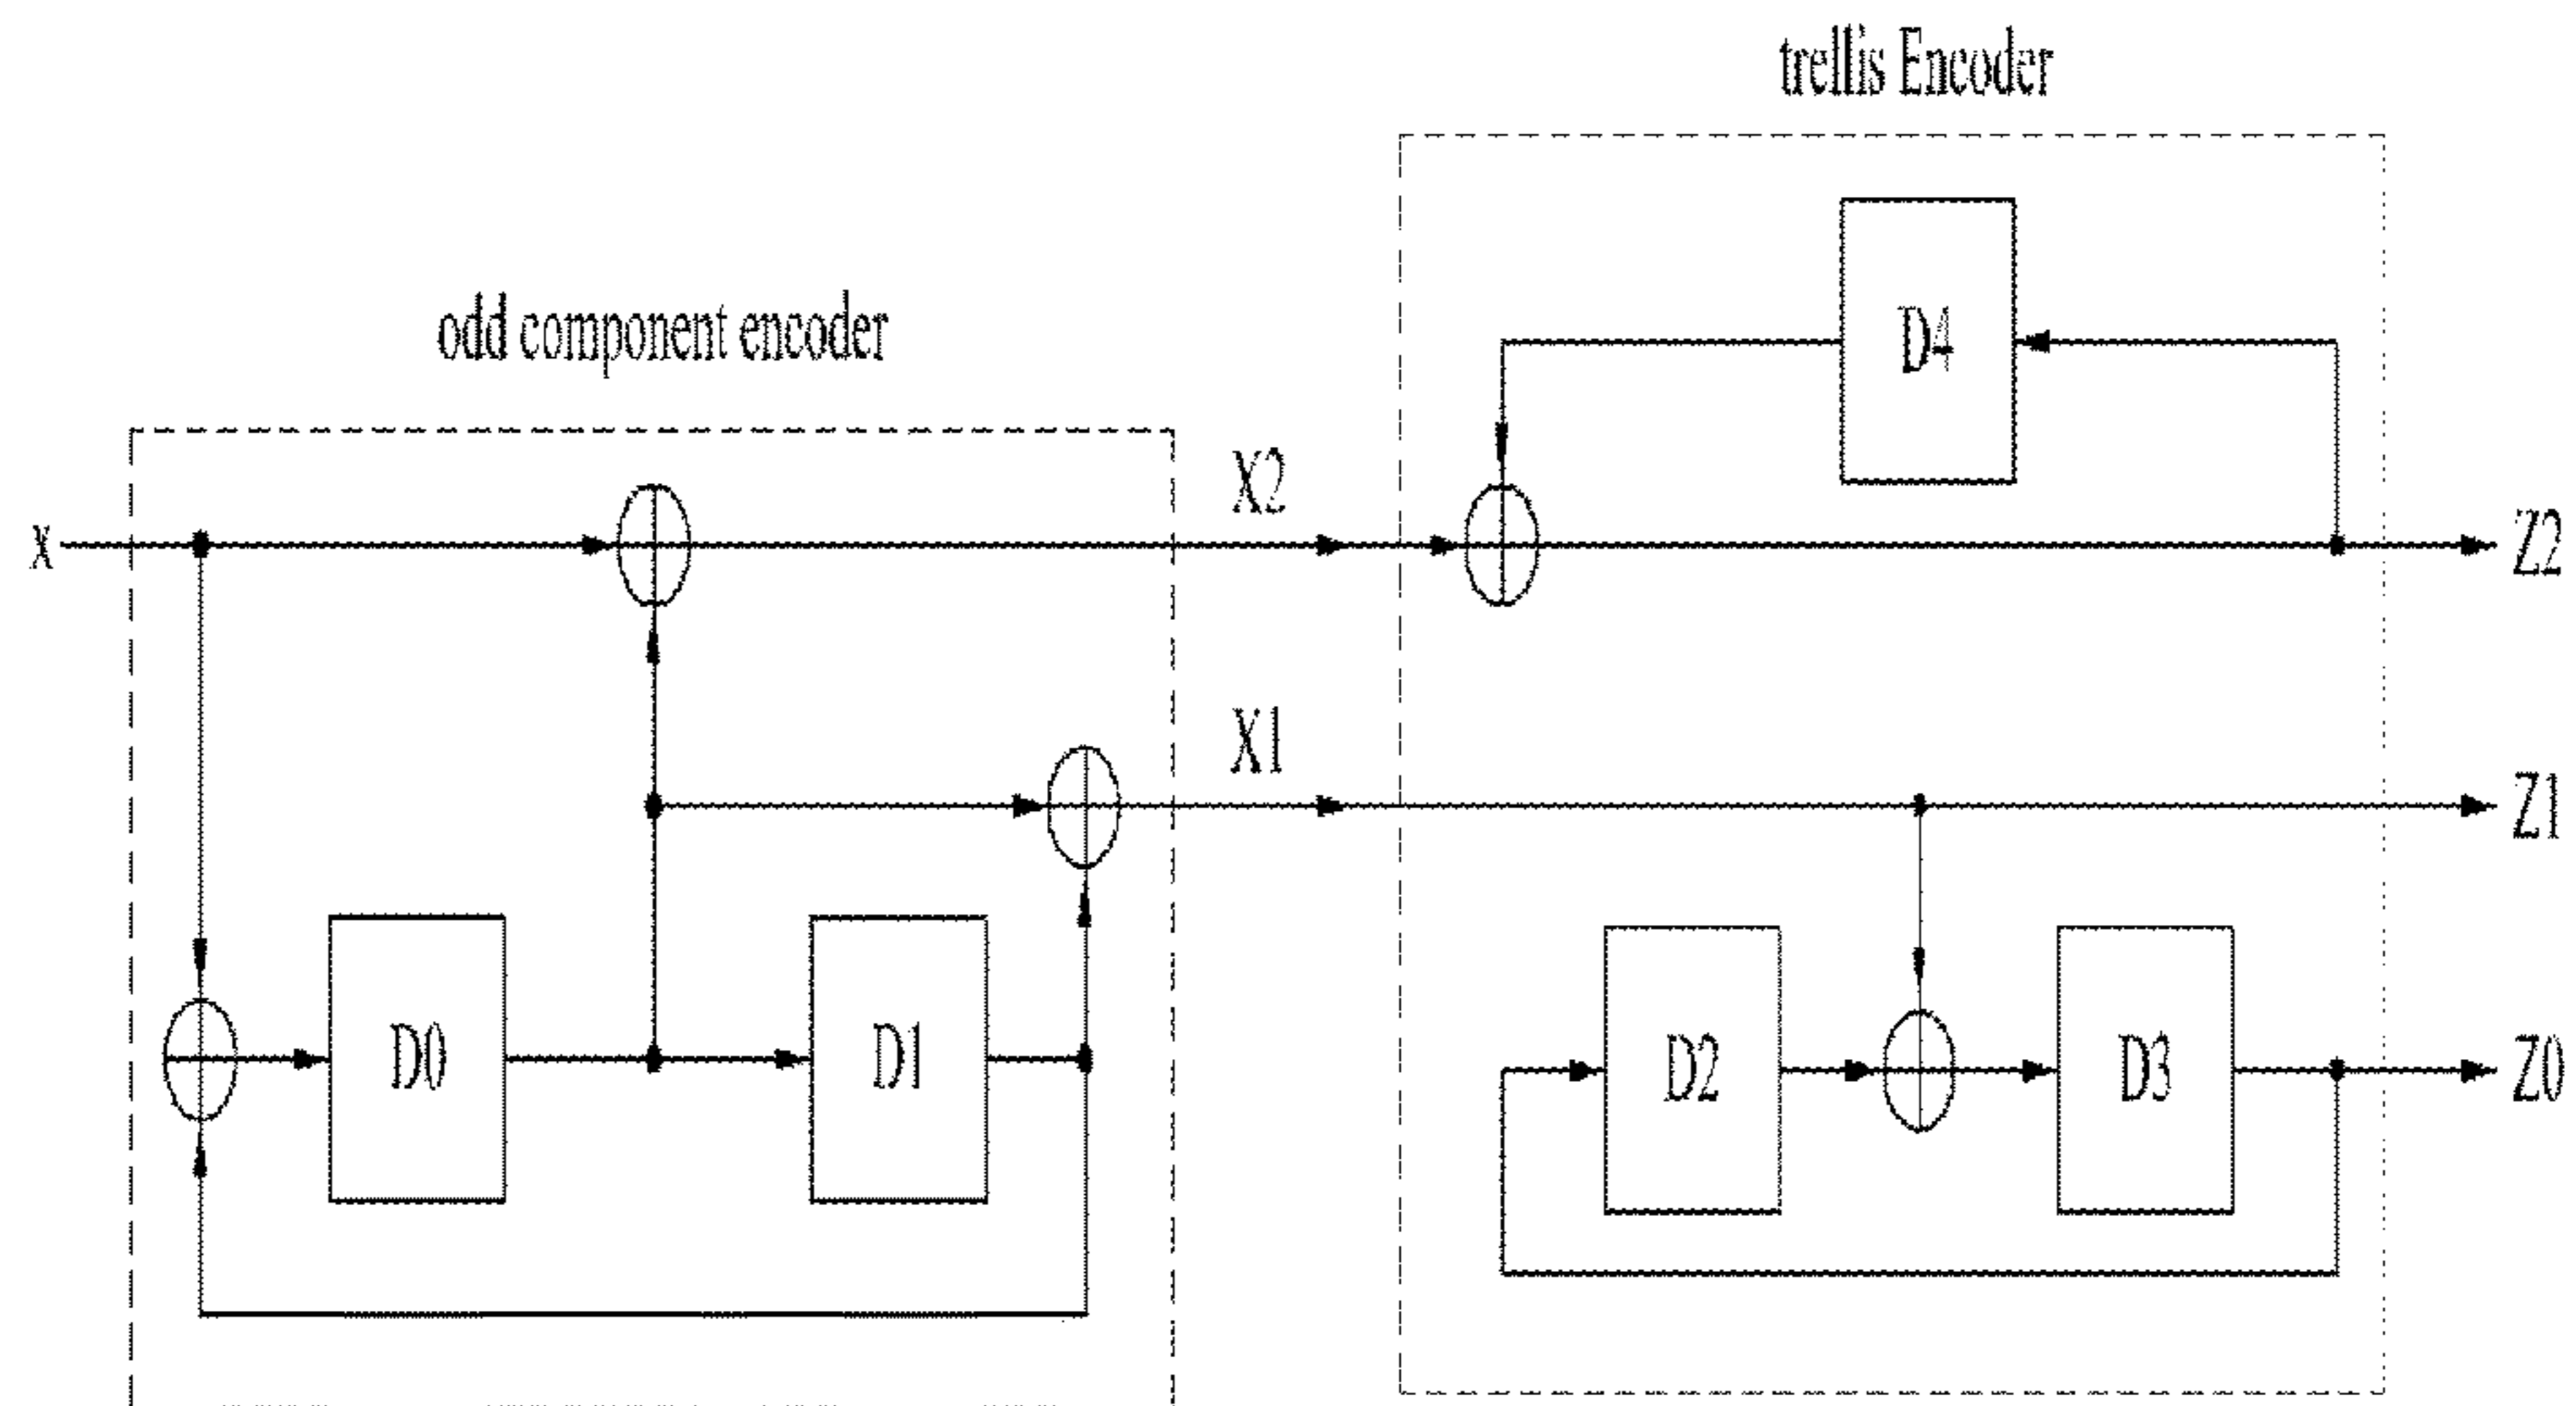 trellis Encoder
odd component encoder
D4
X2
x
Z2
X1
Z1
D0
D1
D2
D3
Z0